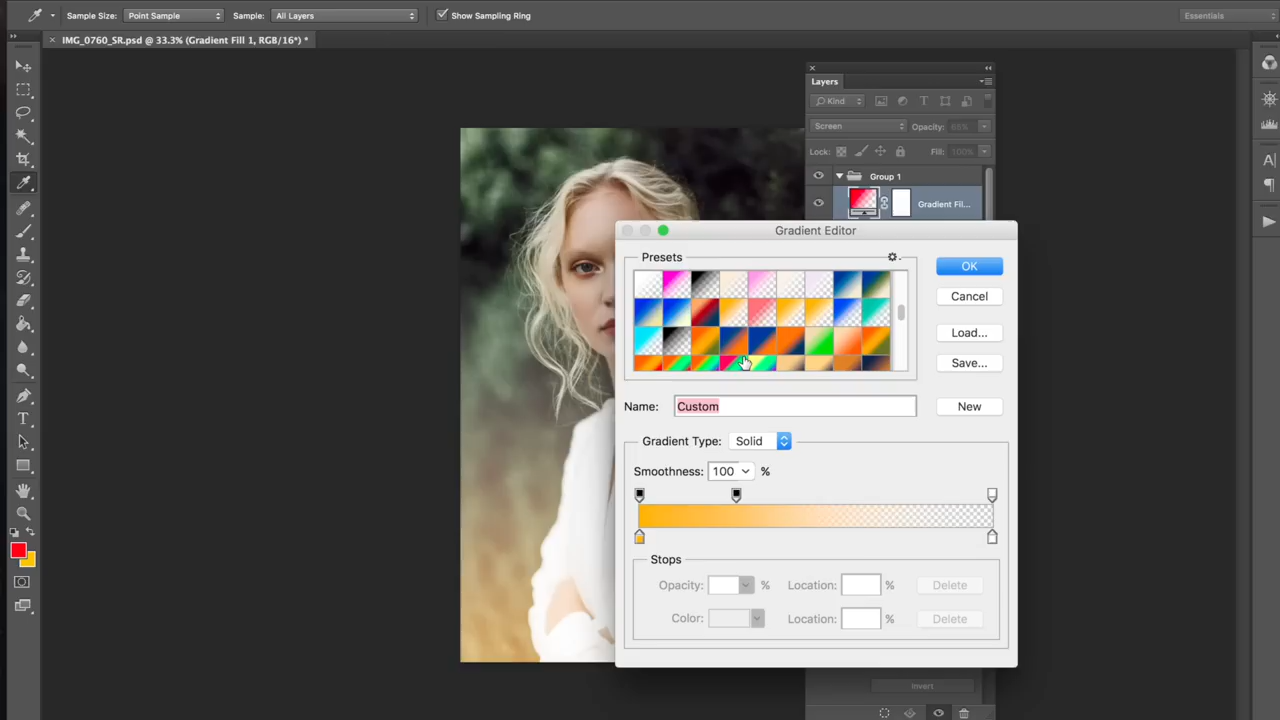 Sample Size: Point Sample Sample: All Layers Show Sampling Ring Essentials
IMG_0760_SR.psd @ 33.3% (Gradient Fill 1, RGB/16*) *
Layers
Kind
Screen Opacity: 65%
Lock: Fill: 100%
Group 1
Gradient Fil...
Gradient Editor
Presets
OK
Cancel
Load...
Save...
Name: Custom New
Gradient Type: Solid
Smoothness: 100 %
Stops
Opacity: % Location: % Delete
Color: Location: % Delete
Invert